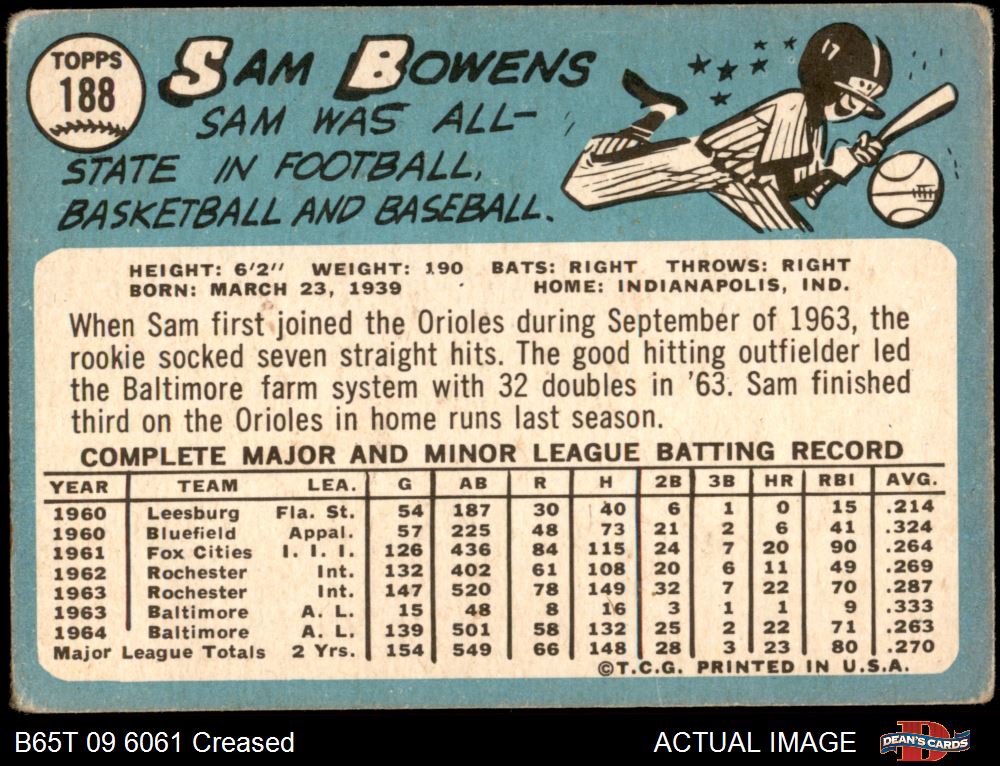 TOPPS
188
SAM BOWENS
SAM WAS ALL-
STATE IN FOOTBALL,
BASKETBALL AND BASEBALL.
17
HEIGHT: 6'2" WEIGHT: 190 BATS: RIGHT THROWS: RIGHT
BORN: MARCH 23, 1939 HOME: INDIANAPOLIS, IND.
When Sam first joined the Orioles during September of 1963, the
rookie socked seven straight hits. The good hitting outfielder led
the Baltimore farm system with 32 doubles in '63. Sam finished
third on the Orioles in home runs last season.
COMPLETE MAJOR AND MINOR LEAGUE BATTING RECORD
YEAR TEAM LEA. G AB R H 2B 3B HR RBI AVG.
1960 Leesburg Fla. St. 54 187 30 40 6 1 0 15 .214
1960 Bluefield Appal. 57 225 48 73 21 2 6 41 .324
1961 Fox Cities I. I. I. 126 436 84 115 24 7 20 90 .264
1962 Rochester Int. 132 402 61 108 20 6 11 49 .269
1963 Rochester Int. 147 520 78 149 32 7 22 70 .287
1963 Baltimore A. L. 15 48 8 16 3 1 1 9 .333
1964 Baltimore A. L. 139 501 58 132 25 2 22 71 .263
Major League Totals 2 Yrs. 154 549 66 148 28 3 23 80 .270
©T.C.G. PRINTED IN U.S.A.
B65T 09 6061 Creased
ACTUAL IMAGE
D
DEAN'S CARDS